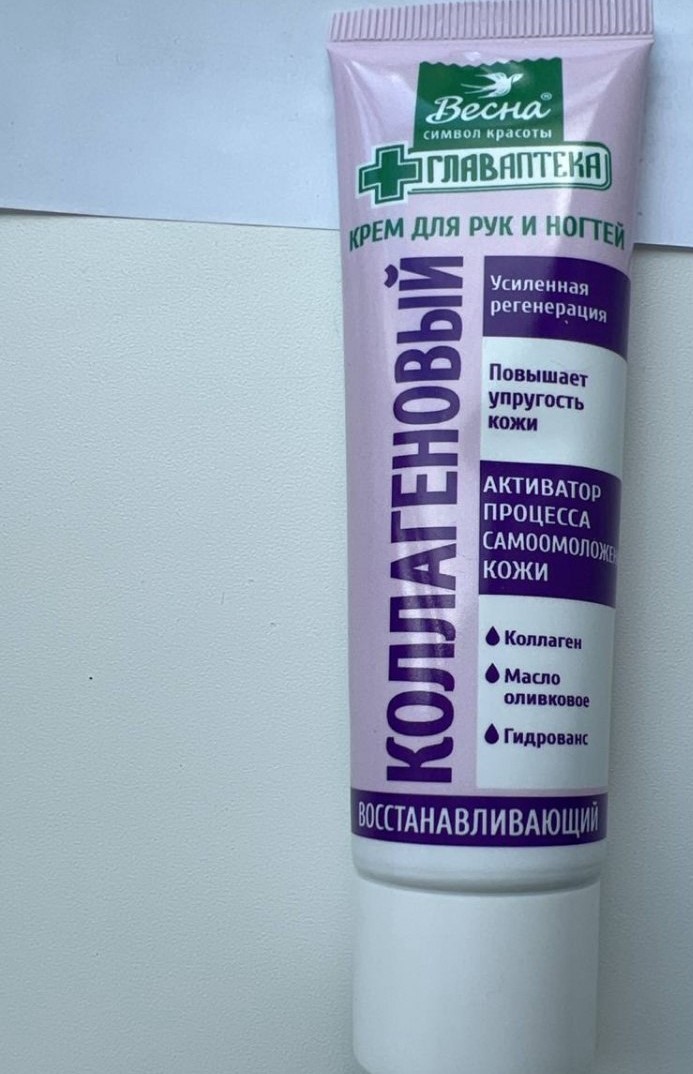 Весна®
СИМВОЛ КРАСОТЫ
ГЛАВАПТЕКА
КРЕМ ДЛЯ РУК И НОГТЕЙ
КОЛЛАГЕНОВЫЙ
Усиленная
регенерация
Повышает
упругость
кожи
АКТИВАТОР
ПРОЦЕССА
САМООМОЛОЖЕ
КОЖИ
Коллаген
Масло
оливковое
Гидрованс
ВОССТАНАВЛИВАЮЩИЙ